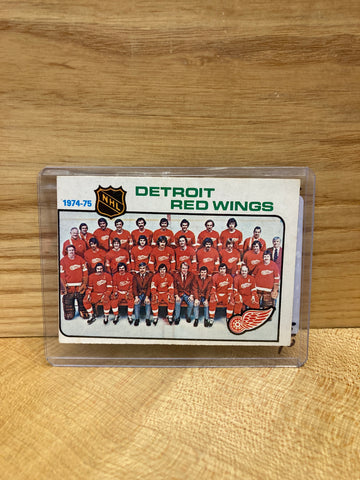 1974-75
NHL
DETROIT
RED WINGS